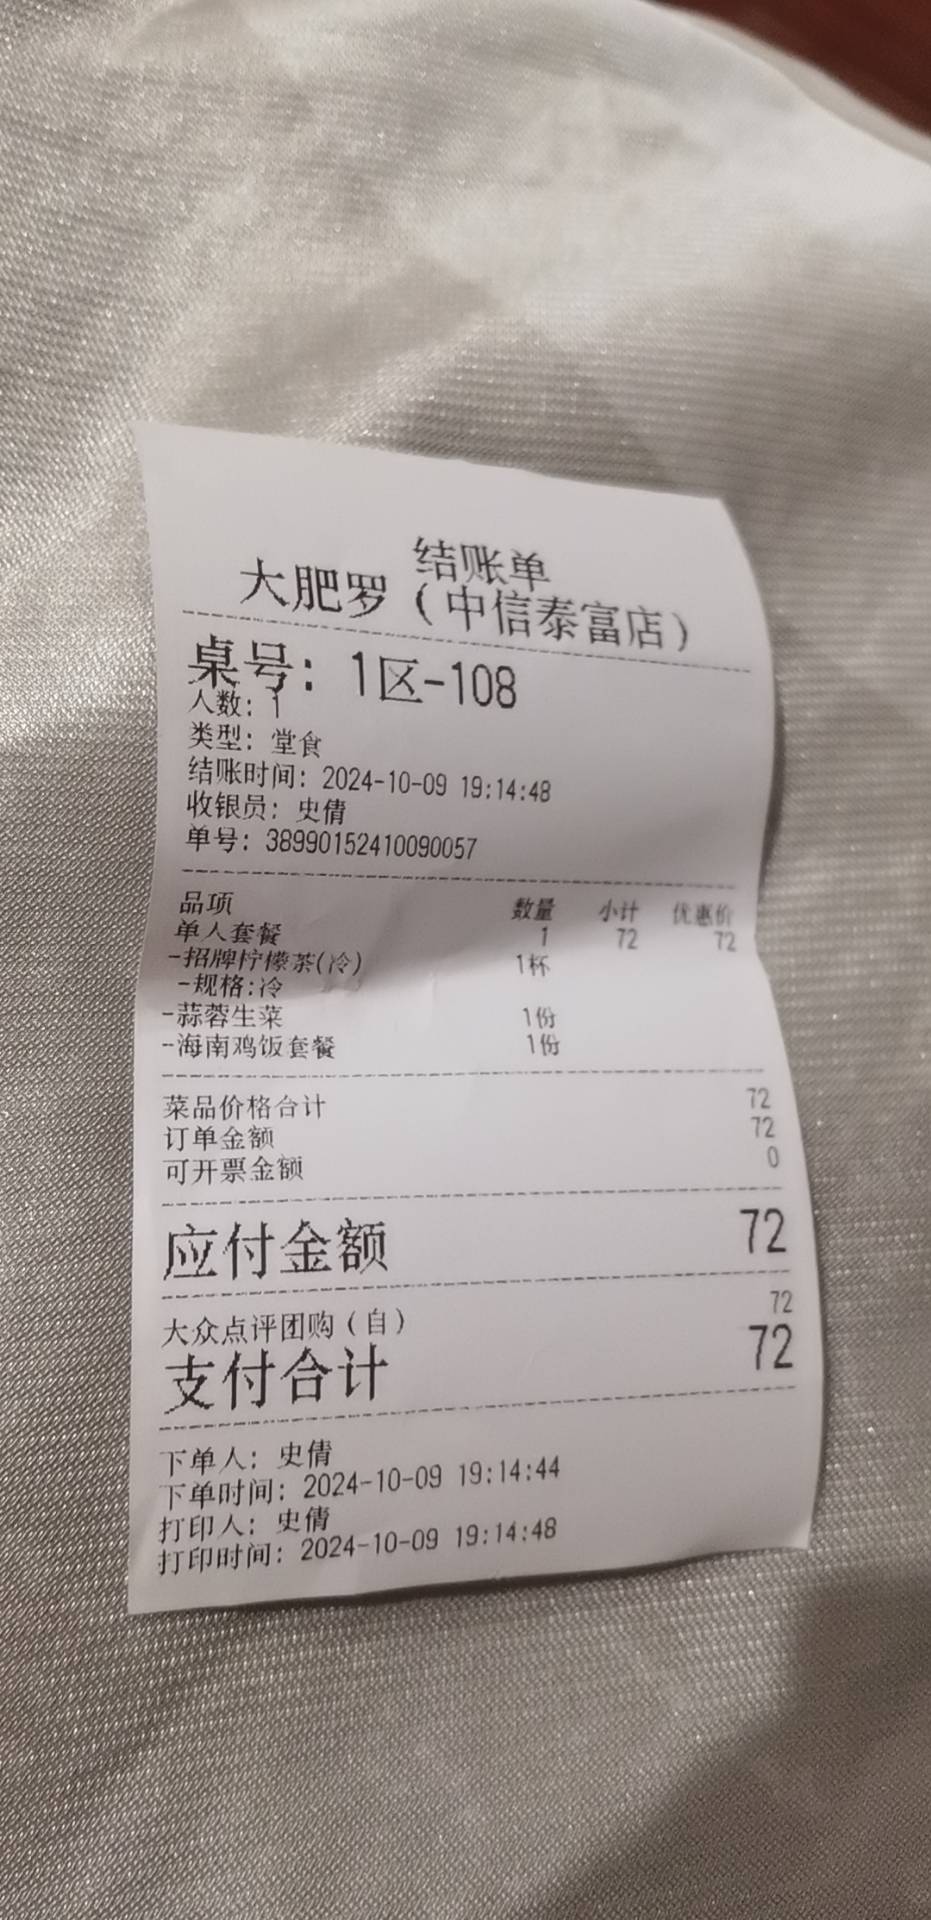 结账单
大肥罗（中信泰富店）
桌号: 1区-108
人数: 1
类型: 堂食
结账时间: 2024-10-09 19:14:48
收银员: 史倩
单号: 38990152410090057
品项 数量 小计 优惠价
单人套餐 1 72 72
-招牌柠檬茶(冷) 1杯
-规格:冷
-蒜蓉生菜 1份
-海南鸡饭套餐 1份
菜品价格合计 72
订单金额 72
可开票金额 0
应付金额 72
大众点评团购（自） 72
支付合计 72
下单人: 史倩
下单时间: 2024-10-09 19:14:44
打印人: 史倩
打印时间: 2024-10-09 19:14:48